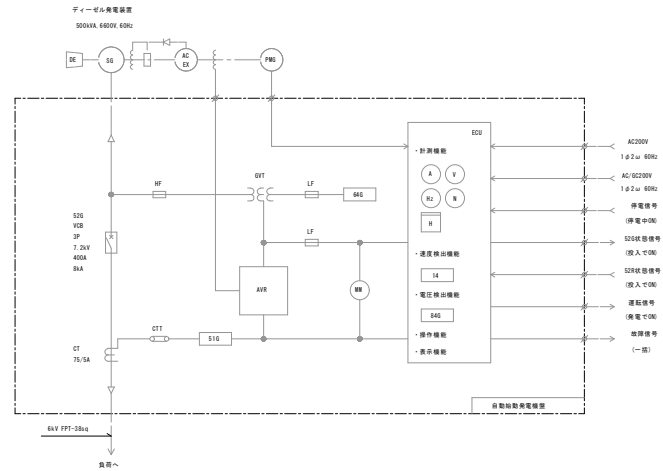 ディーゼル発電装置
500kVA,6600V,60Hz
DE
SG
AC
EX
PMG
ECU
・計測機能
A
V
Hz
N
H
・速度検出機能
14
・電圧検出機能
84G
・操作機能
・表示機能
HF
GVT
LF
64G
LF
AVR
MM
52G
VCB
3P
7.2kV
400A
8kA
CTT
51G
CT
75/5A
AC200V
1φ2ω 60Hz
AC/GC200V
1φ2ω 60Hz
停電信号
(停電中ON)
52G状態信号
(投入でON)
52R状態信号
(投入でON)
運転信号
(発電でON)
故障信号
(一括)
自動始動発電機盤
6kV FPT-38sq
負荷へ